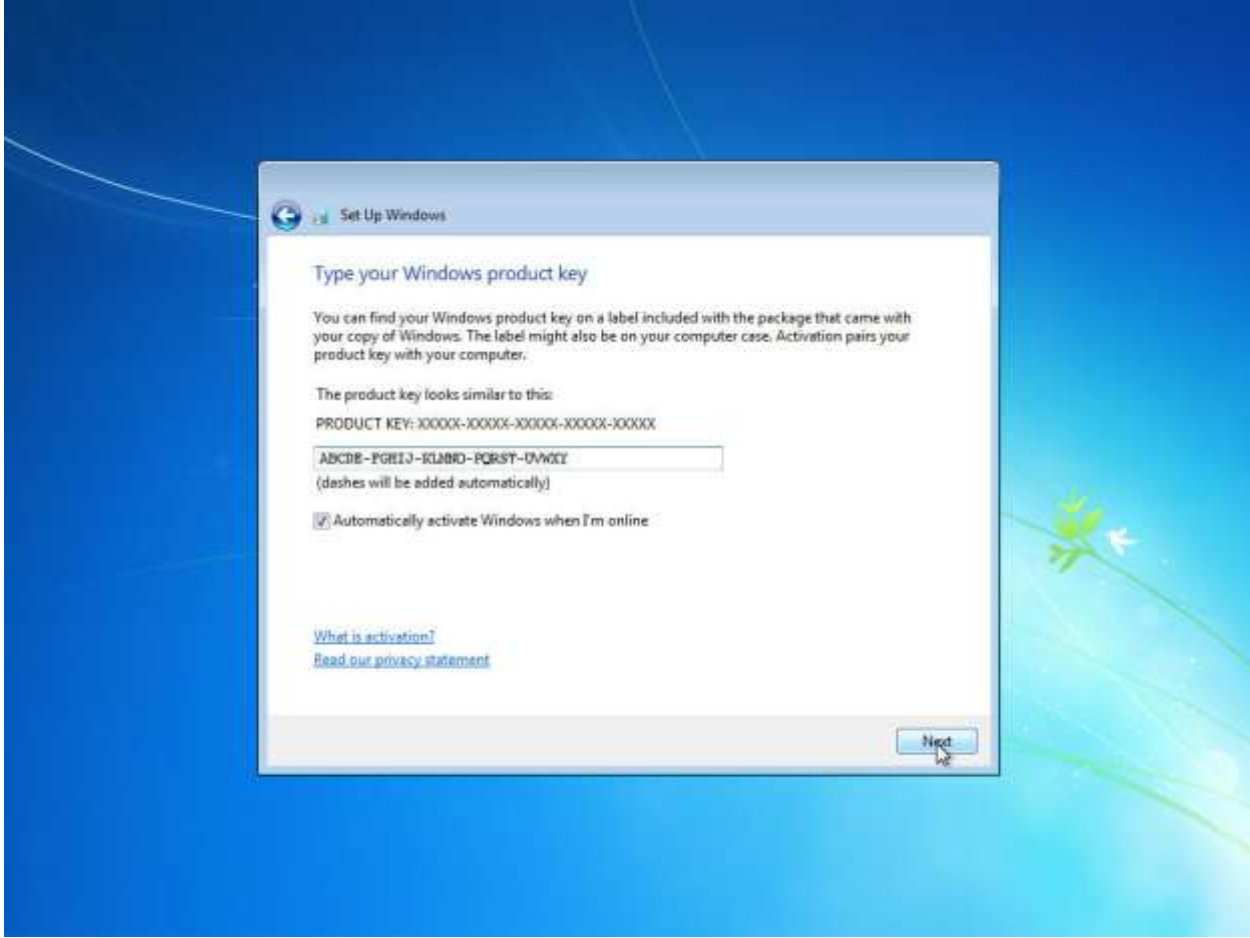 Set Up Windows
Type your Windows product key
You can find your Windows product key on a label included with the package that came with
your copy of Windows. The label might also be on your computer case. Activation pairs your
product key with your computer.
The product key looks similar to this:
PRODUCT KEY: XXXXX-XXXXX-XXXXX-XXXXX-XXXXX
ABCDE-FGHIJ-KLMNO-PQRST-UVWXY
(dashes will be added automatically)
Automatically activate Windows when I'm online
What is activation?
Read our privacy statement
Next